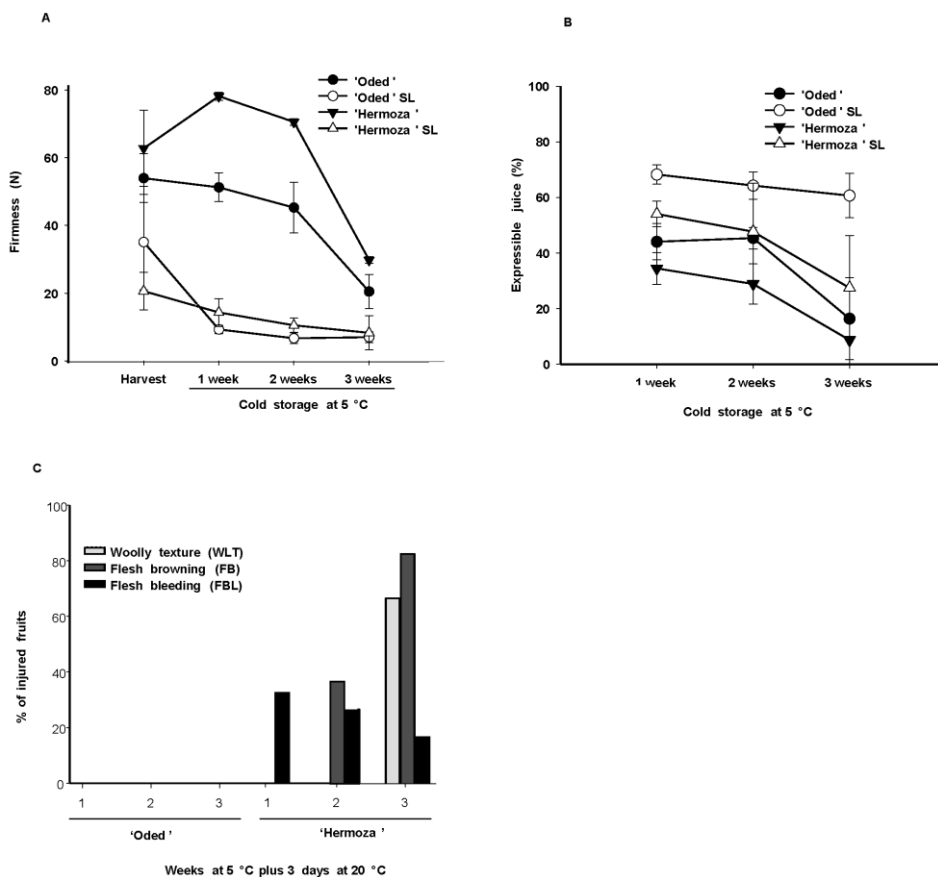 A
'Oded '
'Oded ' SL
'Hermoza '
'Hermoza ' SL
Firmness (N)
80
60
40
20
0
Harvest 1 week 2 weeks 3 weeks
Cold storage at 5 °C
B
'Oded '
'Oded ' SL
'Hermoza '
'Hermoza ' SL
Expressible juice (%)
100
80
60
40
20
0
1 week 2 weeks 3 weeks
Cold storage at 5 °C
C
Woolly texture (WLT)
Flesh browning (FB)
Flesh bleeding (FBL)
% of injured fruits
100
80
60
40
20
0
1 2 3 1 2 3
‘Oded ’ ‘Hermoza ’
Weeks at 5 °C plus 3 days at 20 °C